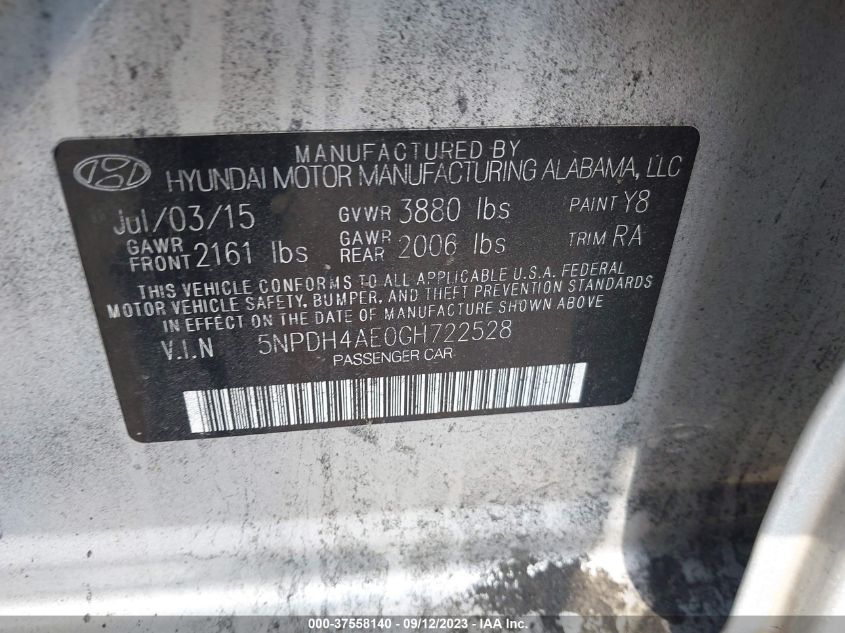 MANUFACTURED BY
HYUNDAI MOTOR MANUFACTURING ALABAMA, LLC
Jul/03/15 GVWR 3880 lbs PAINT Y8
GAWR FRONT 2161 lbs GAWR REAR 2006 lbs TRIM RA
THIS VEHICLE CONFORMS TO ALL APPLICABLE U.S.A. FEDERAL
MOTOR VEHICLE SAFETY, BUMPER, AND THEFT PREVENTION STANDARDS
IN EFFECT ON THE DATE OF MANUFACTURE SHOWN ABOVE
V.I.N 5NPDH4AE0GH722528
PASSENGER CAR
000-37558140 - 09/12/2023 - IAA Inc.